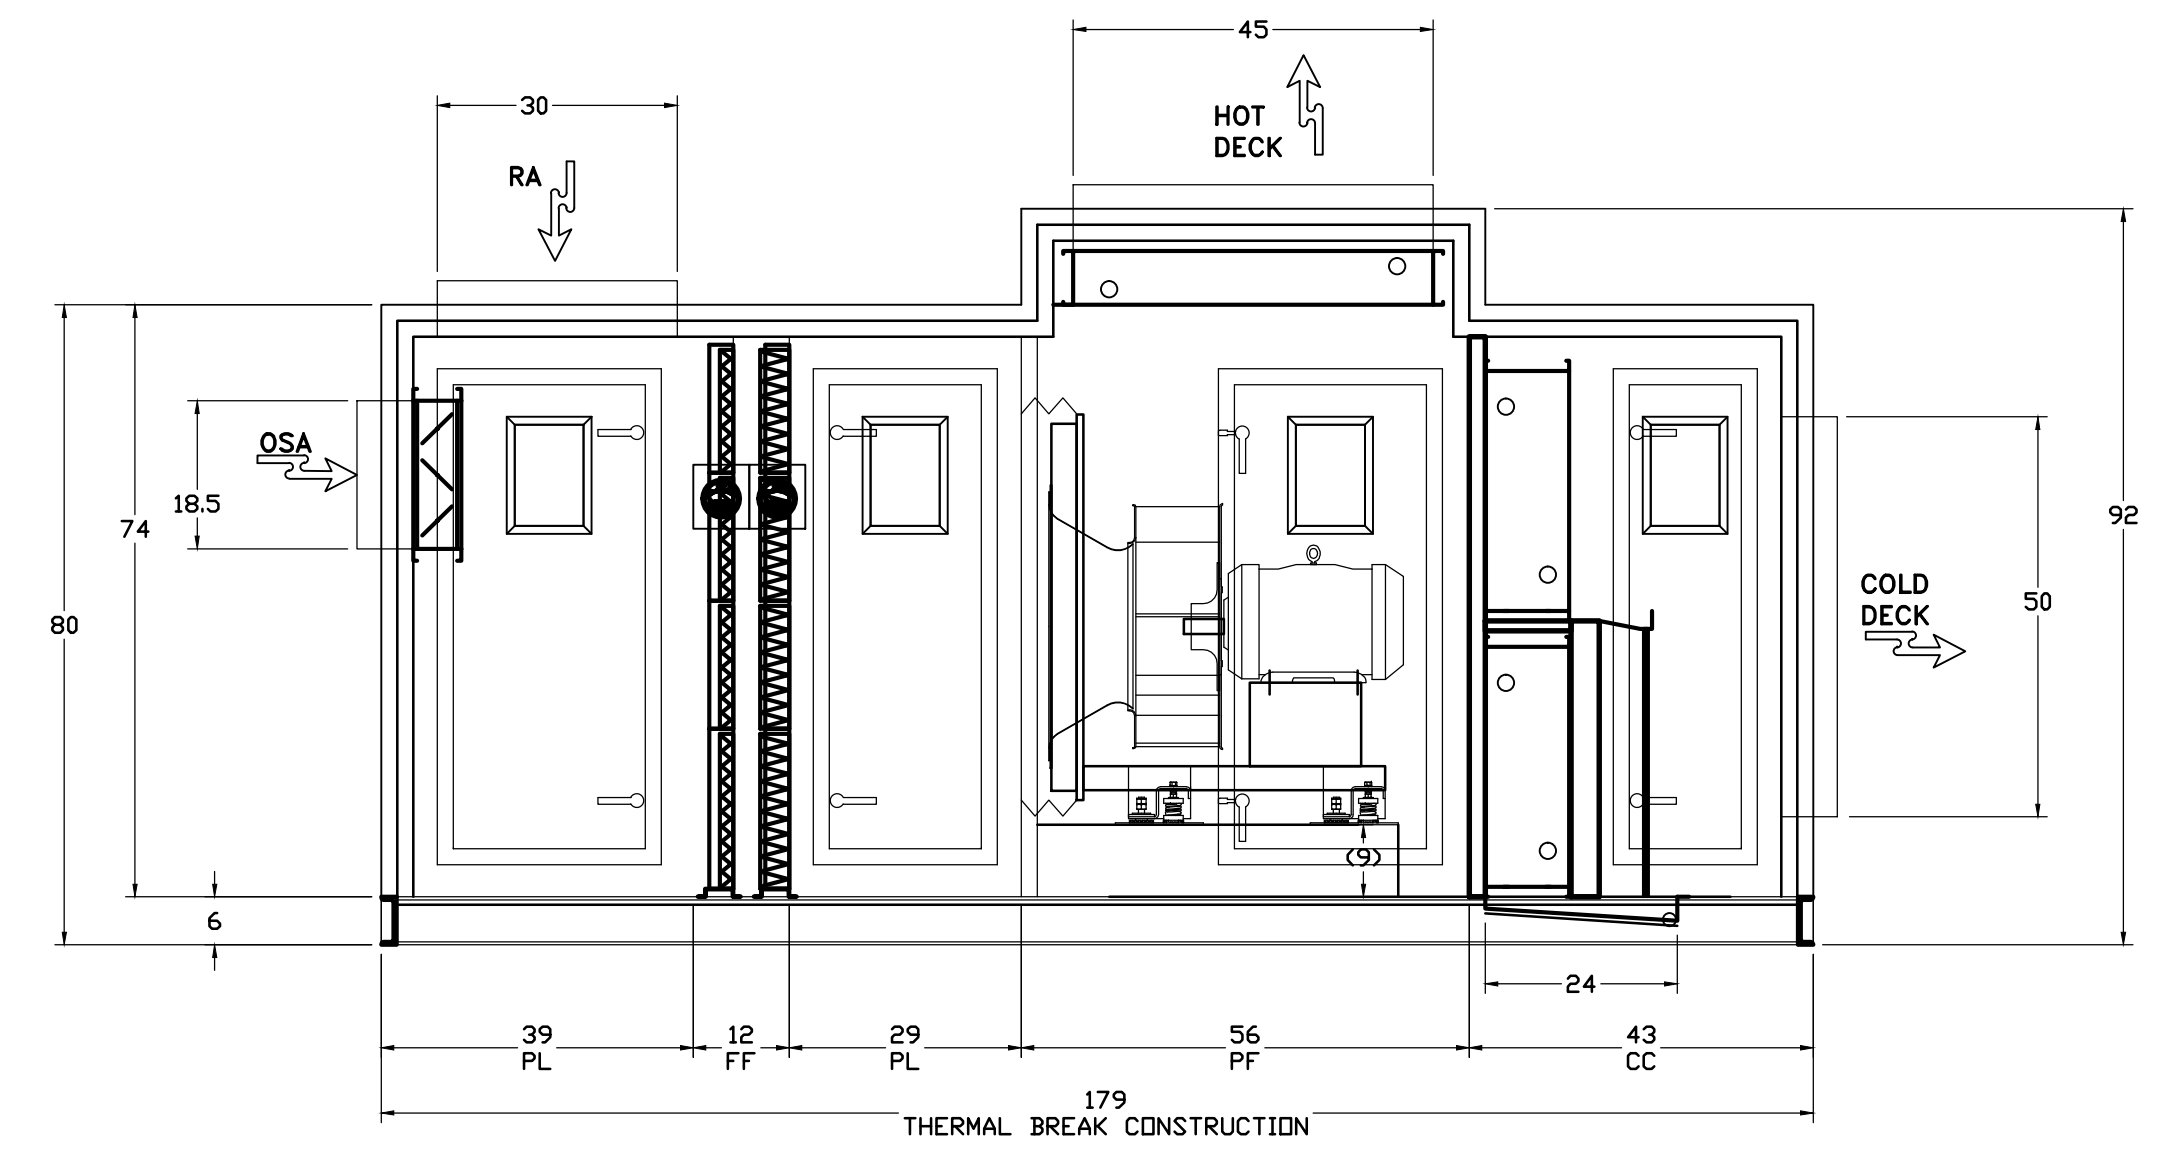 45
30
HOT
DECK
RA
OSA
18.5
74
92
COLD
DECK
50
80
(9)
6
24
39
PL
12
FF
29
PL
56
PF
43
CC
179
THERMAL BREAK CONSTRUCTION